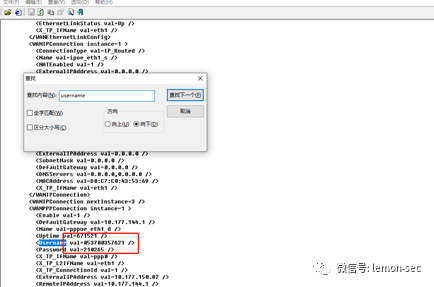 文件(F) 编辑(E) 查看(V) 选项(O) 帮助(H)
<EthernetLinkStatus val=Up />
<X_TP_IfName val=eth1 />
</WANEthernetLinkConfig>
<WANIPConnection instance=1 >
<ConnectionType val=IP_Routed />
<Name val=ipoe_eth1_s />
<NATEnabled val=1 />
<ExternalIPAddress val=0.0.0.0 />
查找
查找内容(N): username
查找下一个(F)
全字匹配(W)
区分大小写(C)
方向
向上(U) 向下(D)
取消
<ExternalIPAddress val=0.0.0.0 />
<SubnetMask val=0.0.0.0 />
<DefaultGateway val=0.0.0.0 />
<DNSServers val=0.0.0.0,0.0.0.0 />
<MACAddress val=D0:C7:C0:43:53:69 />
<X_TP_IfName val=eth1 />
</WANIPConnection>
<WANIPConnection nextInstance=3 />
<WANPPPConnection instance=1 >
<Enable val=1 />
<DefaultGateway val=10.177.144.1 />
<Name val=pppoe_eth1_d />
<Uptime val=671521 />
<Username val=053700357621 />
<Password val=210265 />
<X_TP_IfName val=ppp0 />
<X_TP_L2IfName val=eth1 />
<X_TP_ConnectionId val=1 />
<ExternalIPAddress val=10.177.150.82 />
<RemoteIPAddress val=10.177.144.1 />
微信号: lemon-sec